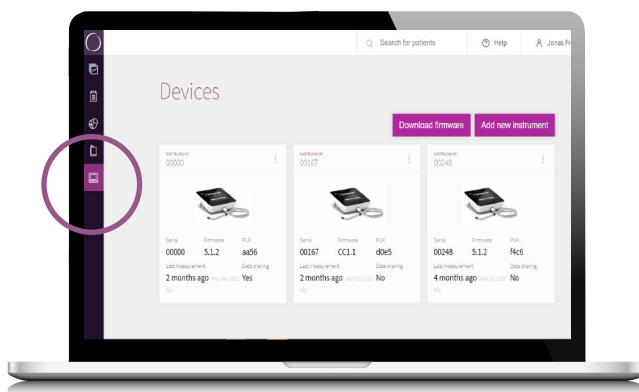 Search for patients
Help
Jonas Fr
Devices
Download firmware
Add new instrument
INSTRUMENT
00000
INSTRUMENT
00167
INSTRUMENT
00248
Serial Firmware PUK
00000 5.1.2 aa56
Last measurement Data sharing
2 months ago Yes
Serial Firmware PUK
00167 CC1.1 d0e5
Last measurement Data sharing
2 months ago No
Serial Firmware PUK
00248 5.1.2 f4c6
Last measurement Data sharing
4 months ago No